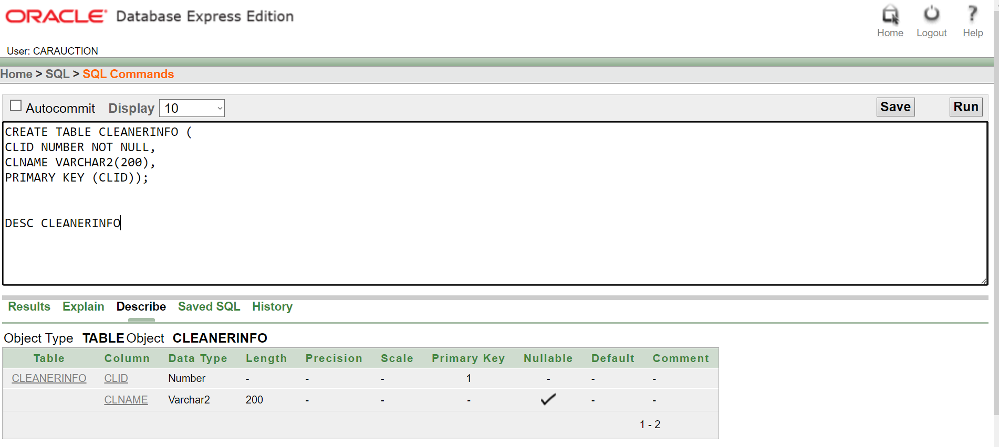 ORACLE Database Express Edition
Home Logout ? Help
User: CARAUCTION
Home > SQL > SQL Commands
Autocommit Display 10 Save Run
CREATE TABLE CLEANERINFO (
CLID NUMBER NOT NULL,
CLNAME VARCHAR2(200),
PRIMARY KEY (CLID));
DESC CLEANERINFO
Results Explain Describe Saved SQL History
Object Type TABLE Object CLEANERINFO
Table Column Data Type Length Precision Scale Primary Key Nullable Default Comment
CLEANERINFO CLID Number - - - 1 - - -
CLNAME Varchar2 200 - - - - -
1 - 2